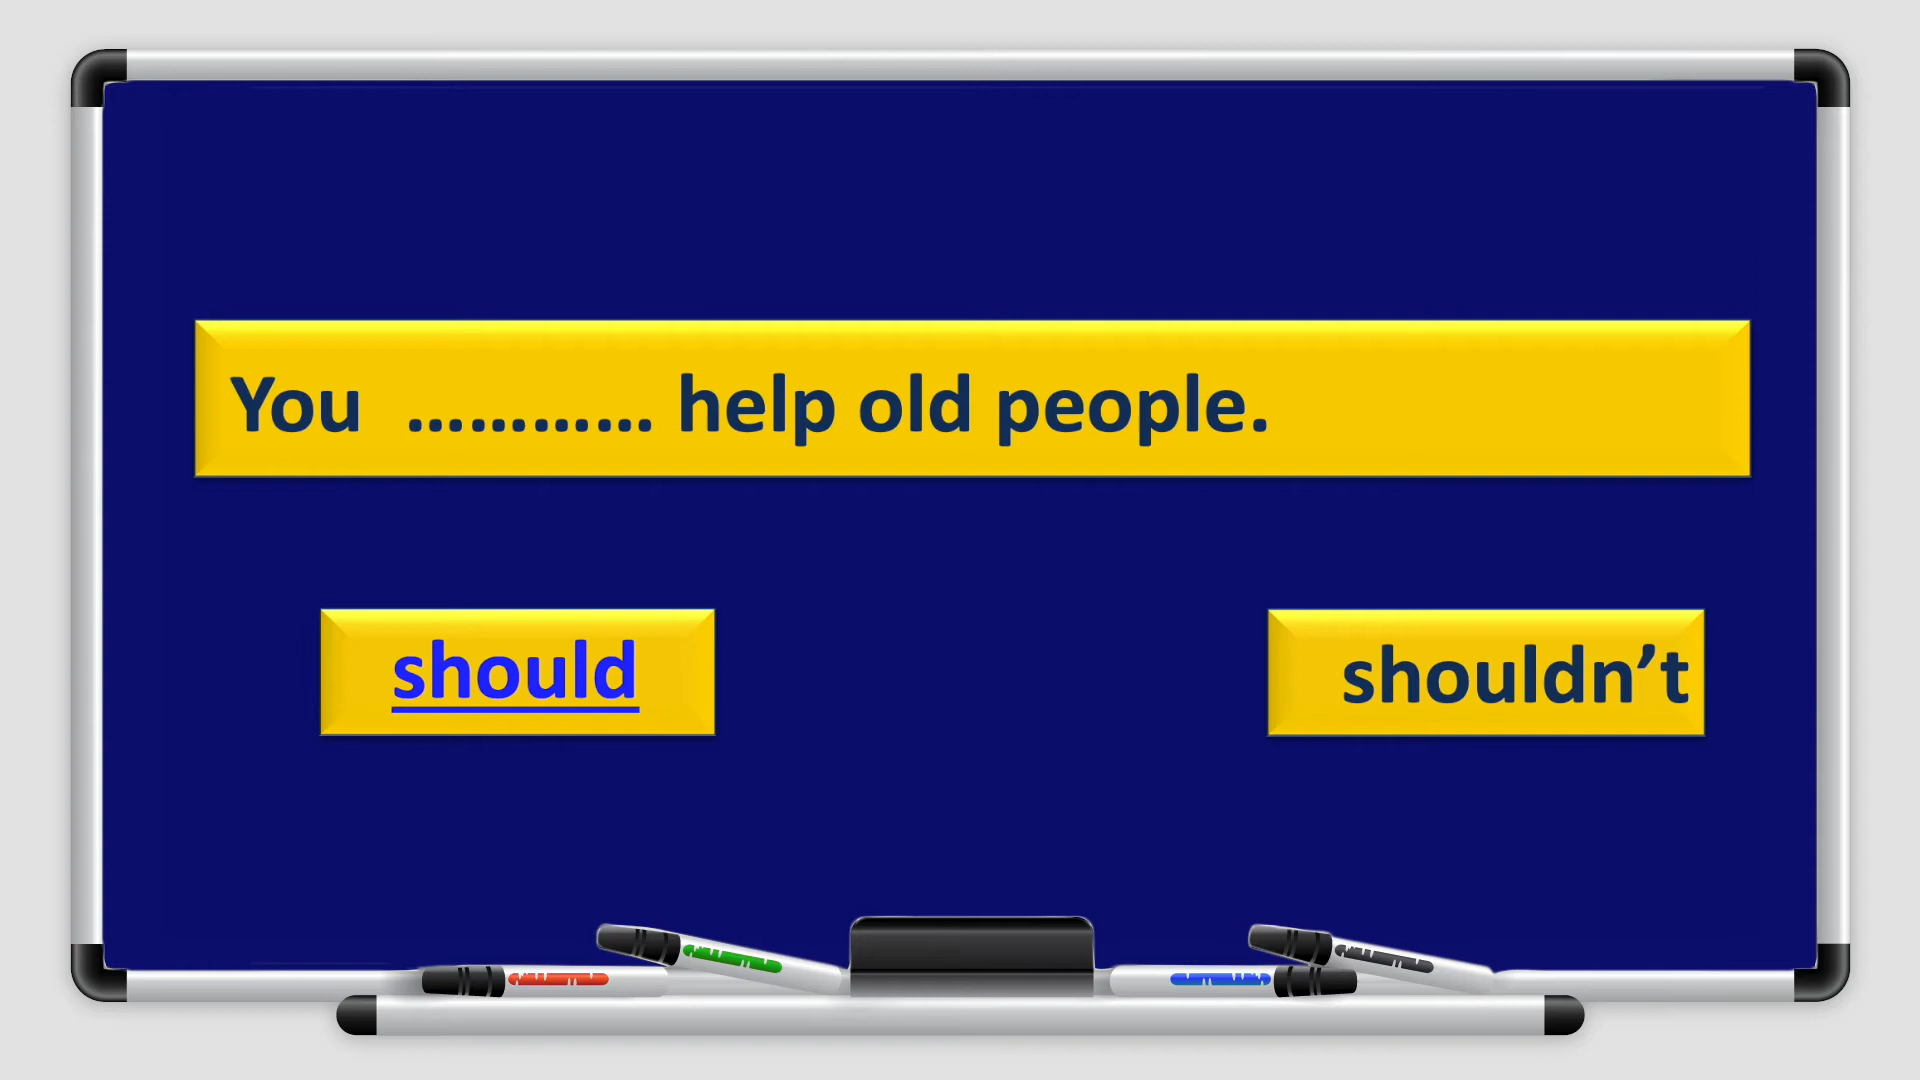 You ............ help old people.
should
shouldn’t